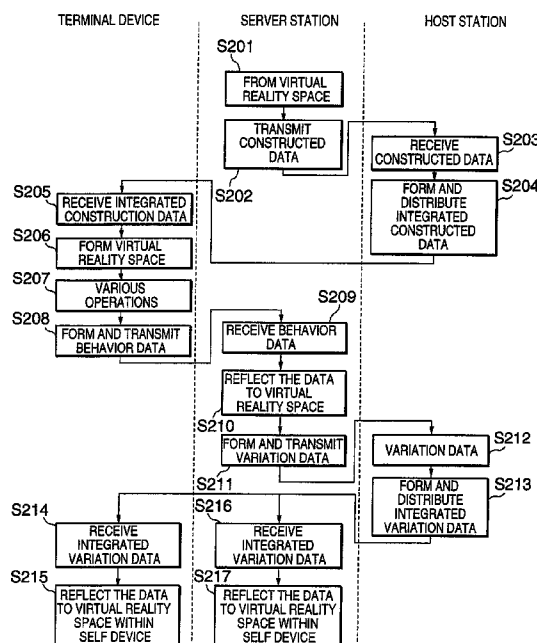 TERMINAL DEVICE
SERVER STATION
HOST STATION
S201
FROM VIRTUAL
REALITY SPACE
TRANSMIT
CONSTRUCTED
DATA
S202
S203
RECEIVE
CONSTRUCTED DATA
S204
FORM AND
DISTRIBUTE
INTEGRATED
CONSTRUCTED
DATA
S205
RECEIVE INTEGRATED
CONSTRUCTION DATA
S206
FORM VIRTUAL
REALITY SPACE
S207
VARIOUS
OPERATIONS
S208
FORM AND TRANSMIT
BEHAVIOR DATA
S209
RECEIVE BEHAVIOR
DATA
REFLECT THE DATA
TO VIRTUAL
REALITY SPACE
S210
FORM AND TRANSMIT
VARIATION DATA
S211
S212
VARIATION DATA
S213
FORM AND
DISTRIBUTE
INTEGRATED
VARIATION DATA
S214
RECEIVE
INTEGRATED
VARIATION DATA
S215
REFLECT THE DATA
TO VIRTUAL REALITY
SPACE WITHIN
SELF DEVICE
S216
RECEIVE
INTEGRATED
VARIATION DATA
S217
REFLECT THE DATA
TO VIRTUAL REALITY
SPACE WITHIN
SELF DEVICE